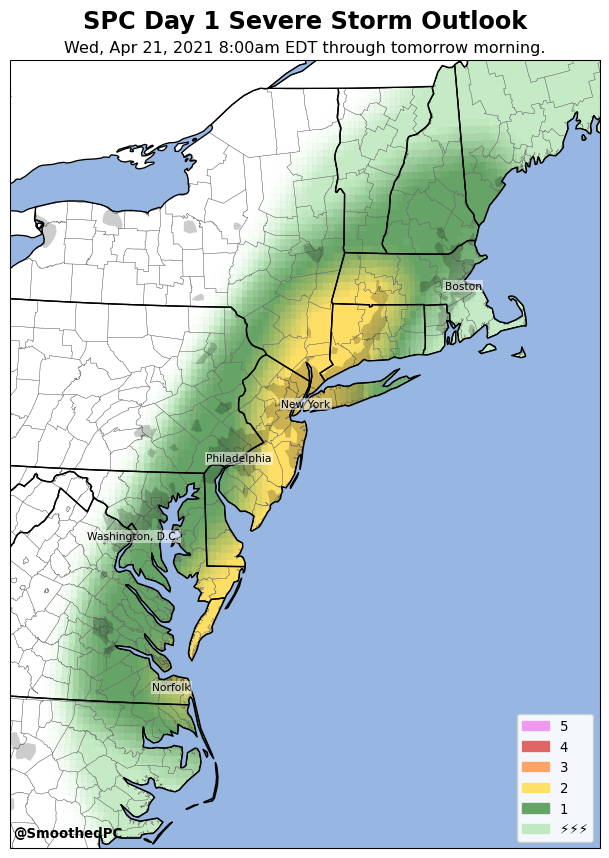 SPC Day 1 Severe Storm Outlook
Wed, Apr 21, 2021 8:00am EDT through tomorrow morning.
Boston
New York
Philadelphia
Washington, D.C.
Norfolk
5
4
3
2
1
⚡⚡⚡
@SmoothedPC